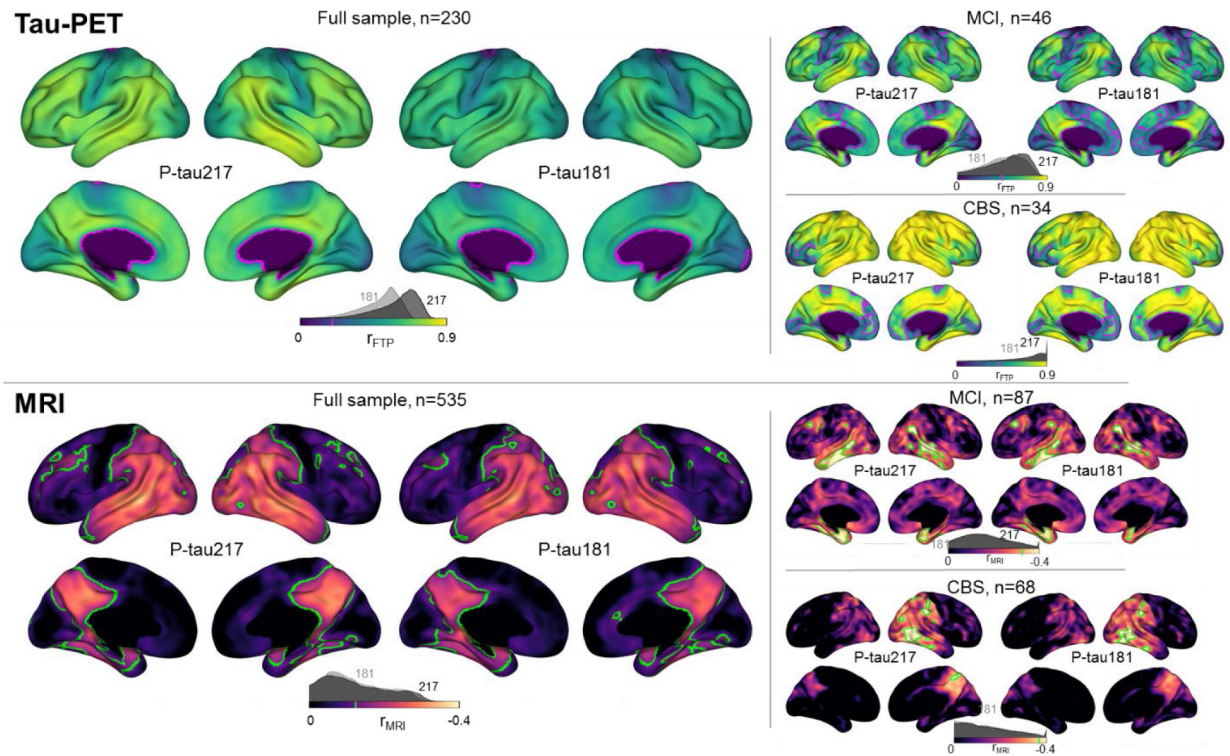 Tau-PET
Full sample, n=230
P-tau217
P-tau181
181
217
0
0.9
rFTP
MCI, n=46
P-tau217
P-tau181
181
217
0
rFTP
0.9
CBS, n=34
P-tau217
P-tau181
217
181
0
rFTP
0.9
MRI
Full sample, n=535
P-tau217
P-tau181
181
217
0
-0.4
rMRI
MCI, n=87
P-tau217
P-tau181
217
181
0
rMRI
-0.4
CBS, n=68
P-tau217
P-tau181
181
0
rMRI
-0.4